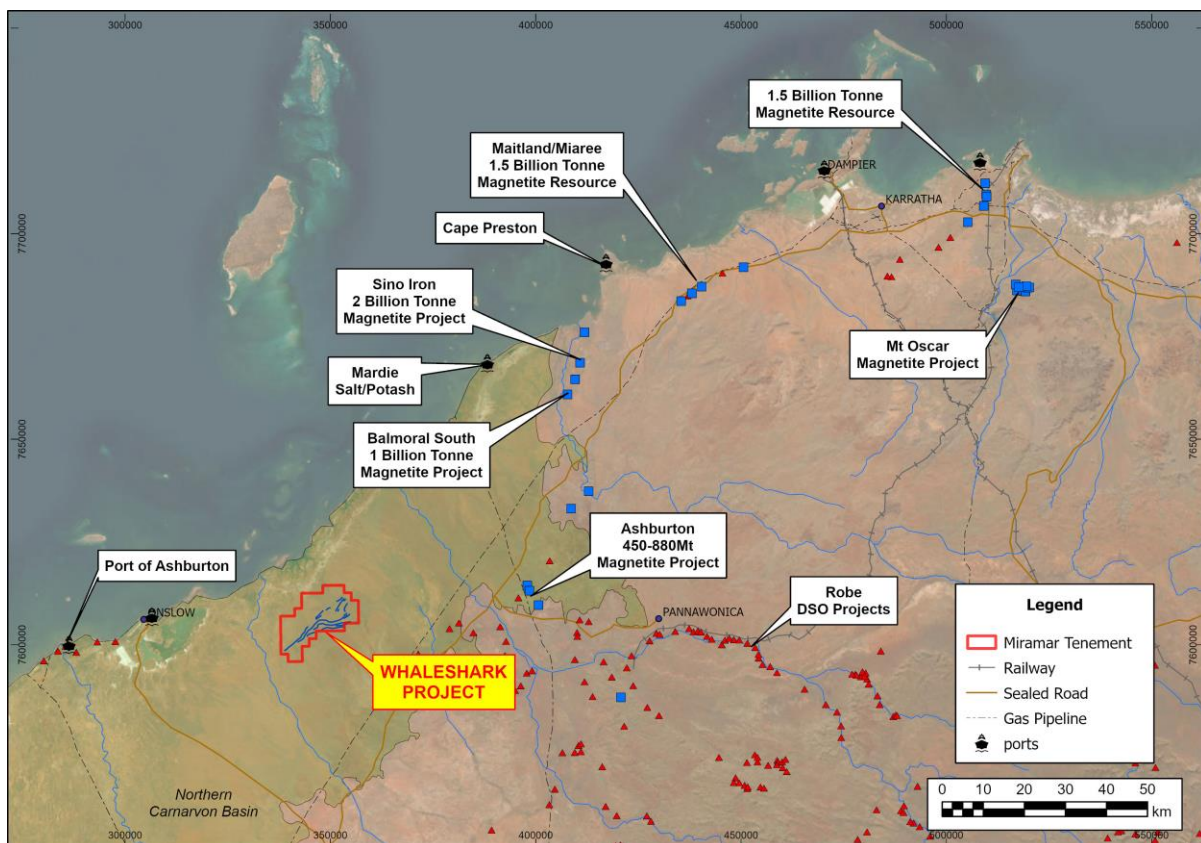 300000
350000
400000
450000
500000
550000
1.5 Billion Tonne
Magnetite Resource
Maitland/Miaree
1.5 Billion Tonne
Magnetite Resource
DAMPIER
KARRATHA
Cape Preston
7700000
7700000
Sino Iron
2 Billion Tonne
Magnetite Project
Mt Oscar
Magnetite Project
Mardie
Salt/Potash
Balmoral South
1 Billion Tonne
Magnetite Project
7650000
7650000
Ashburton
450-880Mt
Magnetite Project
Port of Ashburton
ONSLOW
PANNAWONICA
Robe
DSO Projects
7600000
7600000
WHALESHARK
PROJECT
Legend
Miramar Tenement
Railway
Sealed Road
Gas Pipeline
ports
Northern
Carnarvon Basin
0 10 20 30 40 50
km
300000
350000
400000
450000
500000
550000